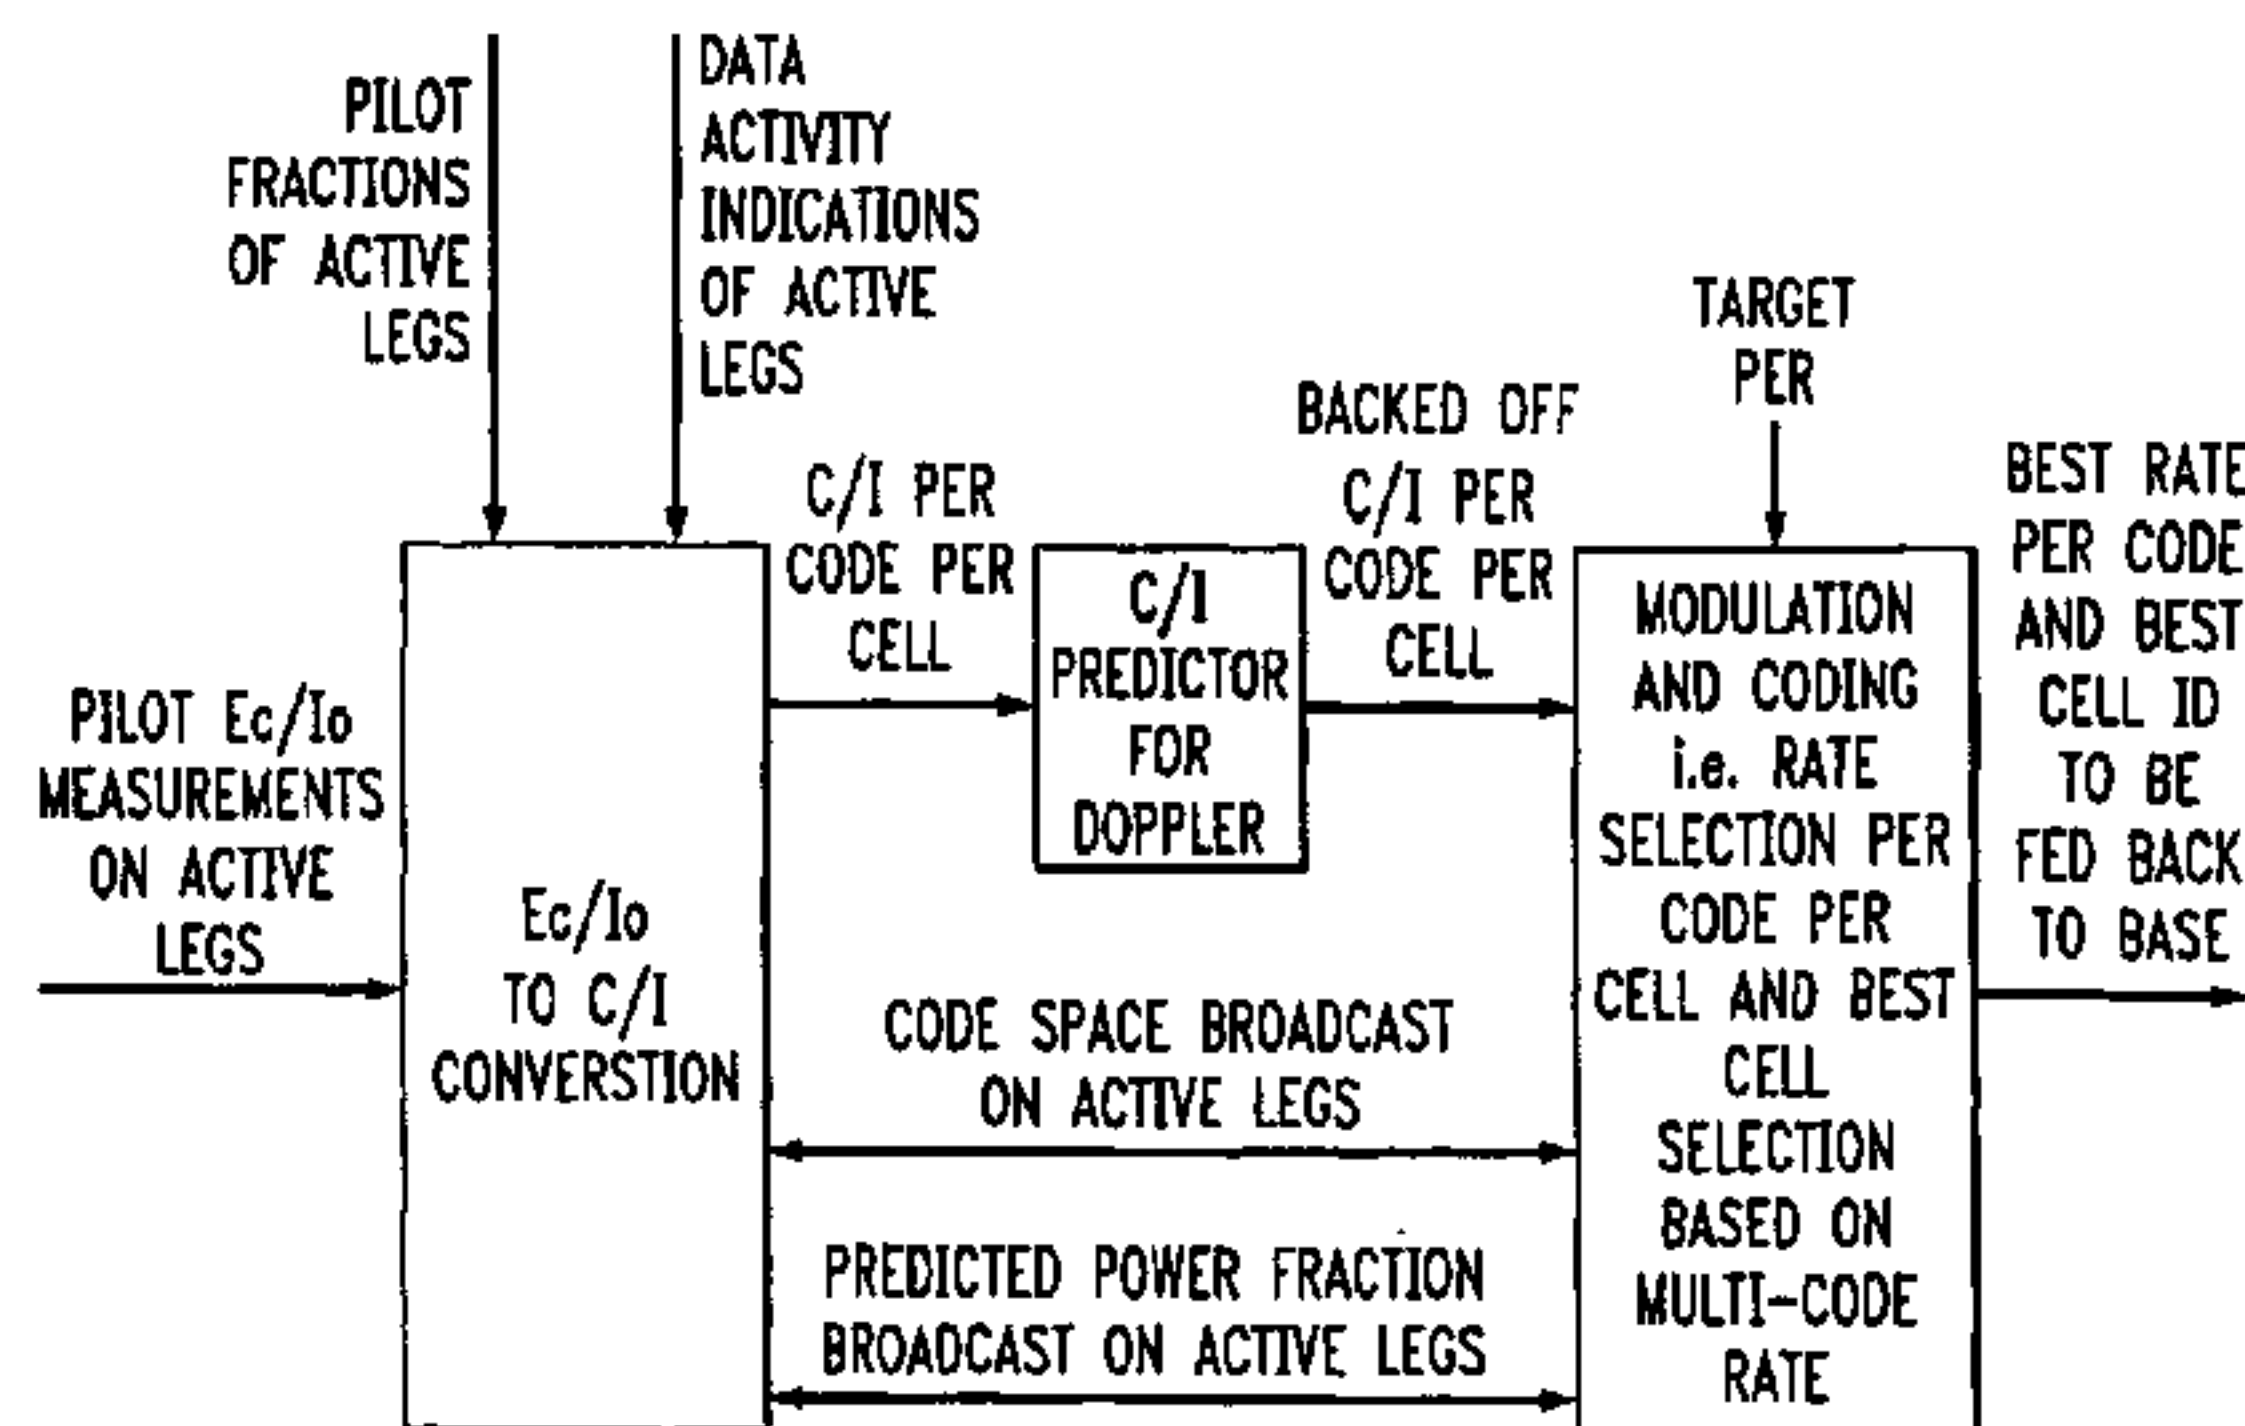 PILOT
FRACTIONS
OF ACTIVE
LEGS
DATA
ACTIVITY
INDICATIONS
OF ACTIVE
LEGS
TARGET
PER
C/I PER
CODE PER
CELL
BACKED OFF
C/I PER
CODE PER
CELL
BEST RATE
PER CODE
AND BEST
CELL ID
TO BE
FED BACK
TO BASE
PILOT Ec/Io
MEASUREMENTS
ON ACTIVE
LEGS
Ec/Io
TO C/I
CONVERSTION
C/I
PREDICTOR
FOR
DOPPLER
MODULATION
AND CODING
i.e. RATE
SELECTION PER
CODE PER
CELL AND BEST
CELL
SELECTION
BASED ON
MULTI-CODE
RATE
CODE SPACE BROADCAST
ON ACTIVE LEGS
PREDICTED POWER FRACTION
BROADCAST ON ACTIVE LEGS